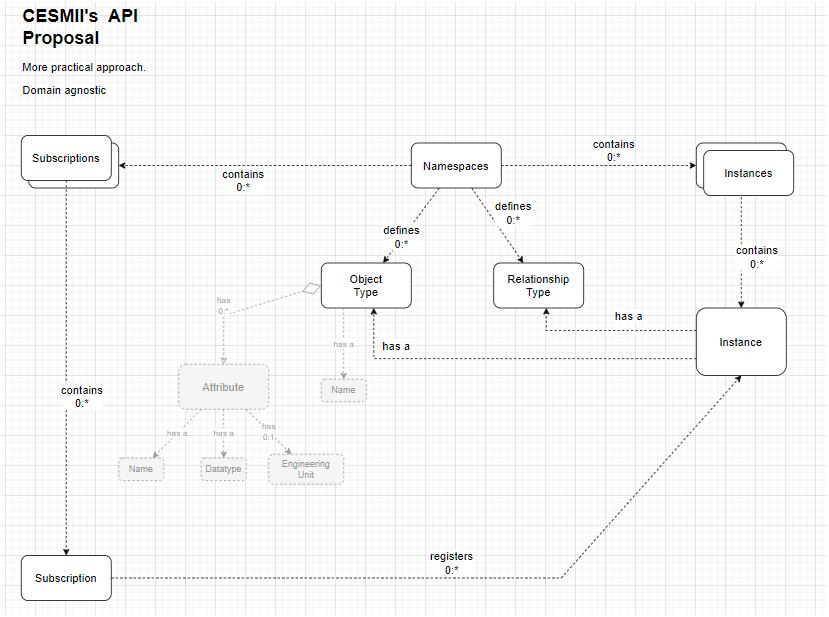 CESMII's API
Proposal
More practical approach.
Domain agnostic
Subscriptions
contains
0:*
Namespaces
contains
0:*
Instances
defines
0:*
defines
0:*
contains
0:*
Object
Type
Relationship
Type
has
0:*
has a
has a
has a
Instance
Attribute
Name
contains
0:*
has a
has a
has
0:1
Name
Datatype
Engineering
Unit
registers
0:*
Subscription